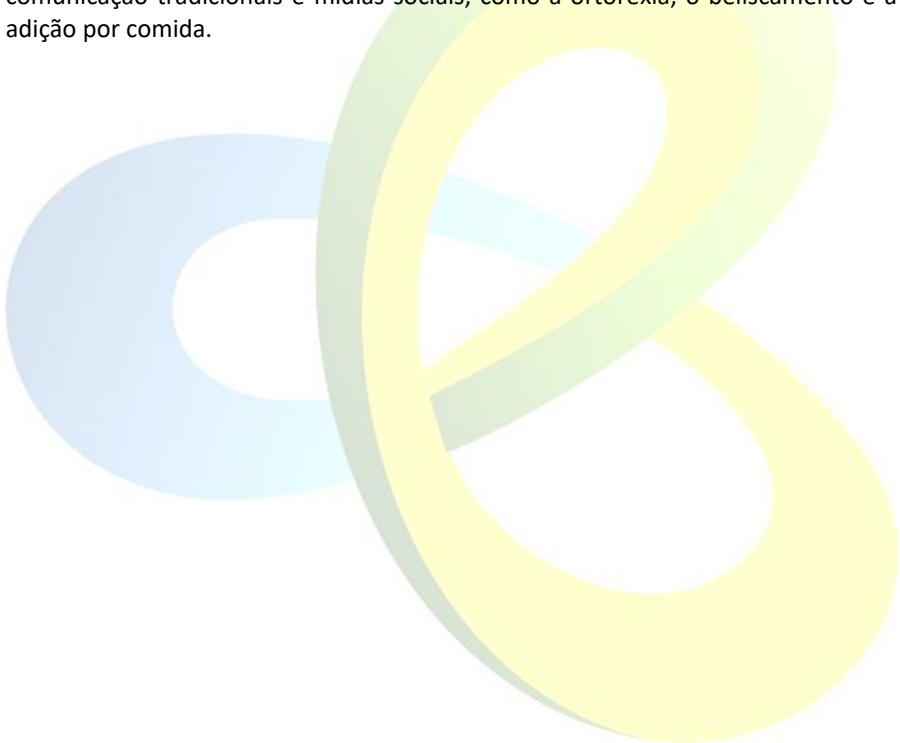 comunicação tradicionais e mídias sociais, como a ortorexia, o beliscamento e a
adição por comida.